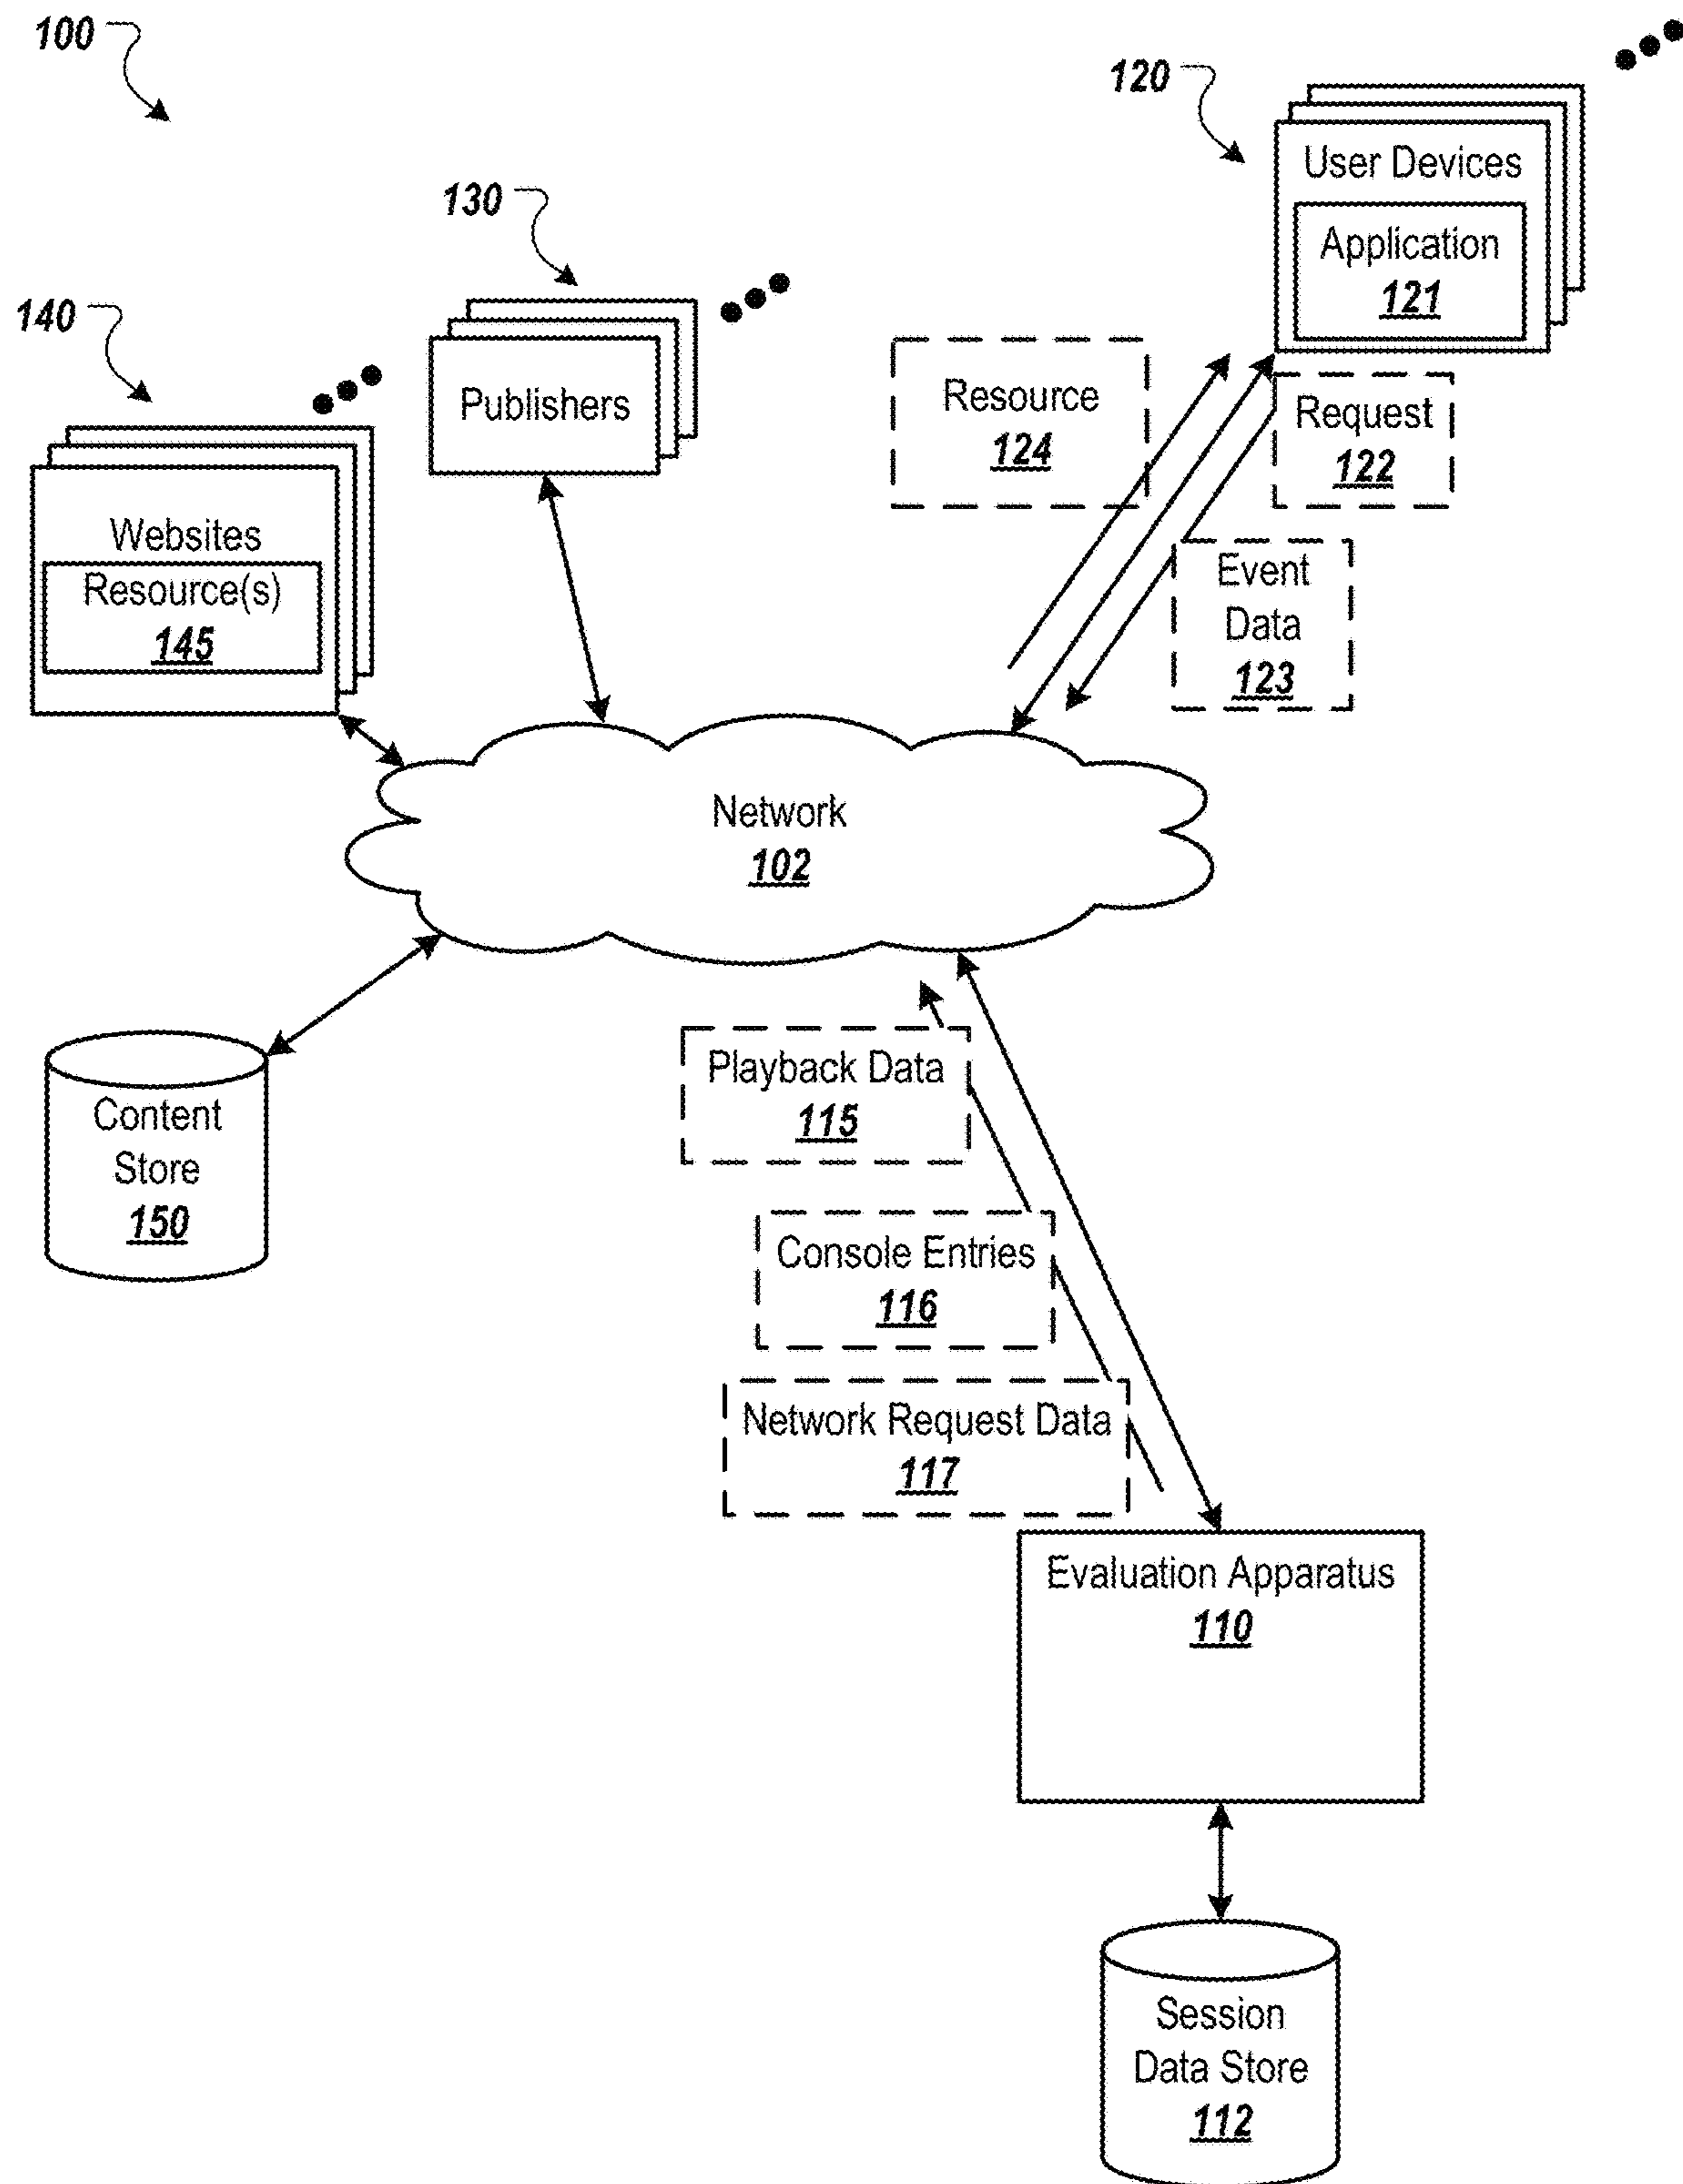 100
120
User Devices
Application
121
130
Publishers
140
Websites
Resource(s)
145
Resource
124
Request
122
Event
Data
123
Network
102
Content
Store
150
Playback Data
115
Console Entries
116
Network Request Data
117
Evaluation Apparatus
110
Session
Data Store
112